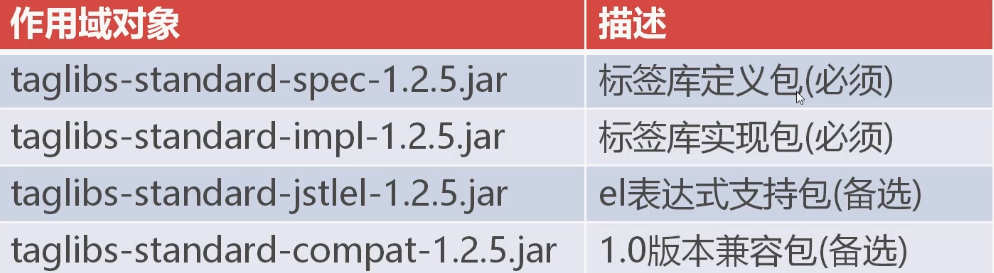 作用域对象 描述
taglibs-standard-spec-1.2.5.jar 标签库定义包(必须)
taglibs-standard-impl-1.2.5.jar 标签库实现包(必须)
taglibs-standard-jstlel-1.2.5.jar el表达式支持包(备选)
taglibs-standard-compat-1.2.5.jar 1.0版本兼容包(备选)